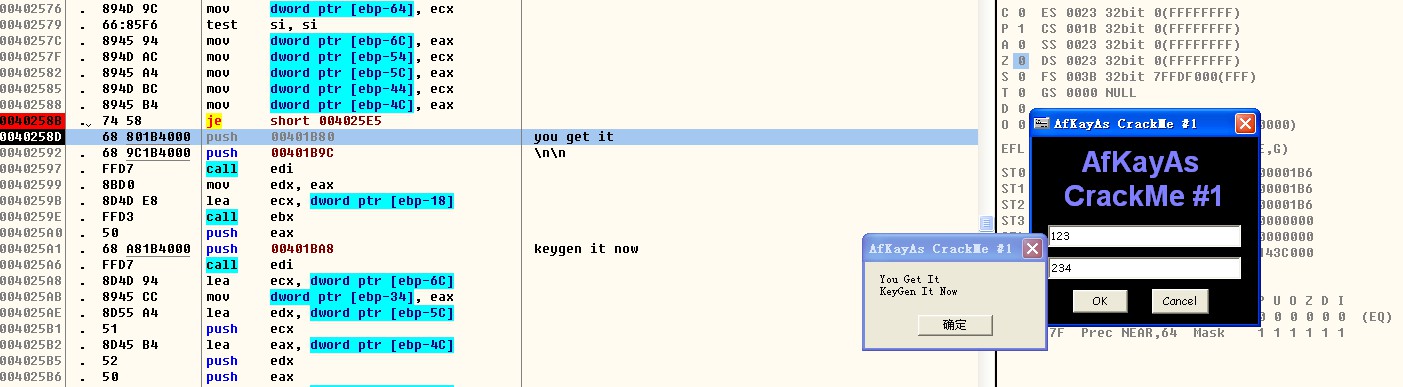 00402576 . 894D 9C mov dword ptr [ebp-64], ecx
00402579 . 66:85F6 test si, si
0040257C . 8945 94 mov dword ptr [ebp-6C], eax
0040257F . 894D AC mov dword ptr [ebp-54], ecx
00402582 . 8945 A4 mov dword ptr [ebp-5C], eax
00402585 . 894D BC mov dword ptr [ebp-44], ecx
00402588 . 8945 B4 mov dword ptr [ebp-4C], eax
0040258B . 74 58 je short 004025E5
0040258D . 68 801B4000 push 00401B80 you get it
00402592 . 68 9C1B4000 push 00401B9C \n\n
00402597 . FFD7 call edi
00402599 . 8BD0 mov edx, eax
0040259B . 8D4D E8 lea ecx, dword ptr [ebp-18]
0040259E . FFD3 call ebx
004025A0 . 50 push eax
004025A1 . 68 A81B4000 push 00401BA8 keygen it now
004025A6 . FFD7 call edi
004025A8 . 8D4D 94 lea ecx, dword ptr [ebp-6C]
004025AB . 8945 CC mov dword ptr [ebp-34], eax
004025AE . 8D55 A4 lea edx, dword ptr [ebp-5C]
004025B1 . 51 push ecx
004025B2 . 8D45 B4 lea eax, dword ptr [ebp-4C]
004025B5 . 52 push edx
004025B6 . 50 push eax
C 0 ES 0023 32bit 0(FFFFFFFF)
P 1 CS 001B 32bit 0(FFFFFFFF)
A 0 SS 0023 32bit 0(FFFFFFFF)
Z 0 DS 0023 32bit 0(FFFFFFFF)
S 0 FS 003B 32bit 7FFDF000(FFF)
T 0 GS 0000 NULL
D 0
O 0
0000)
EFL
E,G)
ST0 00001B6
ST1 00001B6
ST2 00001B6
ST3 0000000
0000000
143C000
P U O Z D I
0 0 0 0 0 0 (EQ)
7F Prec NEAR,64 Mask 1 1 1 1 1 1
AfKayAs CrackMe #1
AfKayAs
CrackMe #1
123
234
OK Cancel
AfKayAs CrackMe #1
You Get It
KeyGen It Now
确定